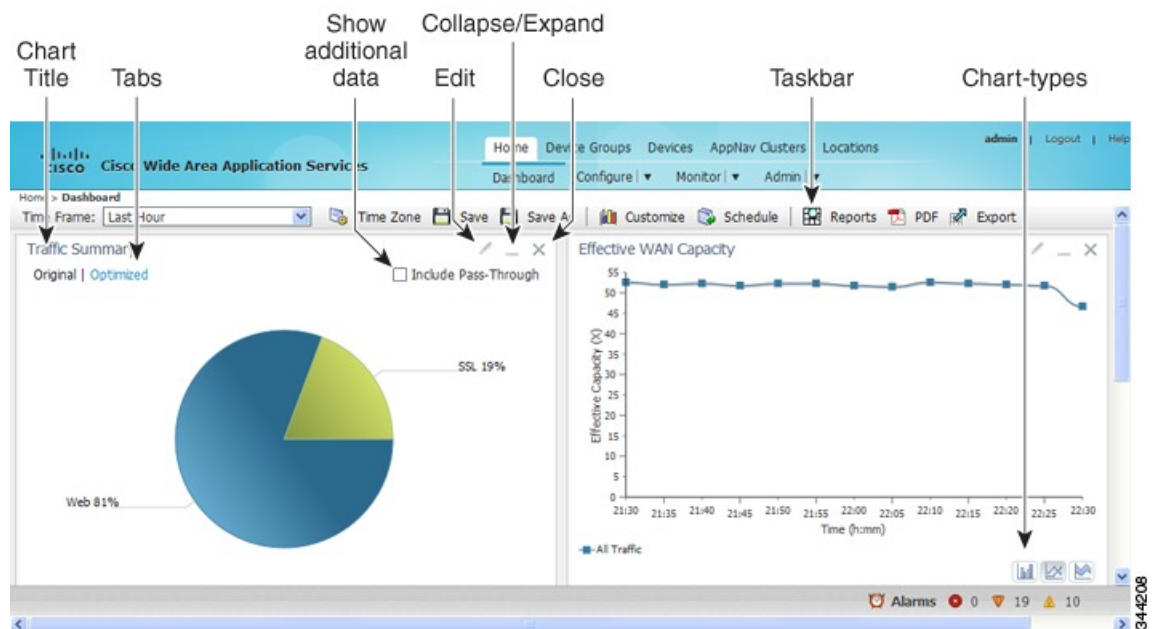 Chart Title
Tabs
Show additional data
Edit
Collapse/Expand
Close
Taskbar
Chart-types
cisco Cisco Wide Area Application Services
Home Device Groups Devices AppNav Clusters Locations
admin | Logout | Help
Dashboard Configure | ▼ Monitor | ▼ Admin | ▼
Home > Dashboard
Time Frame: Last Hour Time Zone Save Save As | Customize Schedule | Reports PDF Export
Traffic Summary
Original | Optimized
Include Pass-Through
SSL 19%
Web 81%
Effective WAN Capacity
Effective Capacity (X)
55
50
45
40
35
30
25
20
15
10
5
0
21:30 21:35 21:40 21:45 21:50 21:55 22:00 22:05 22:10 22:15 22:20 22:25 22:30
Time (h:mm)
All Traffic
Alarms 0 19 10
344208